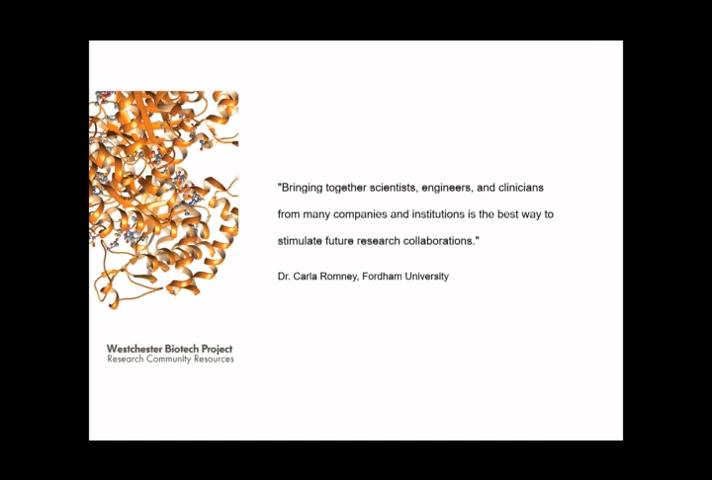 "Bringing together scientists, engineers, and clinicians
from many companies and institutions is the best way to
stimulate future research collaborations."
Dr. Carla Romney, Fordham University
Westchester Biotech Project
Research Community Resources